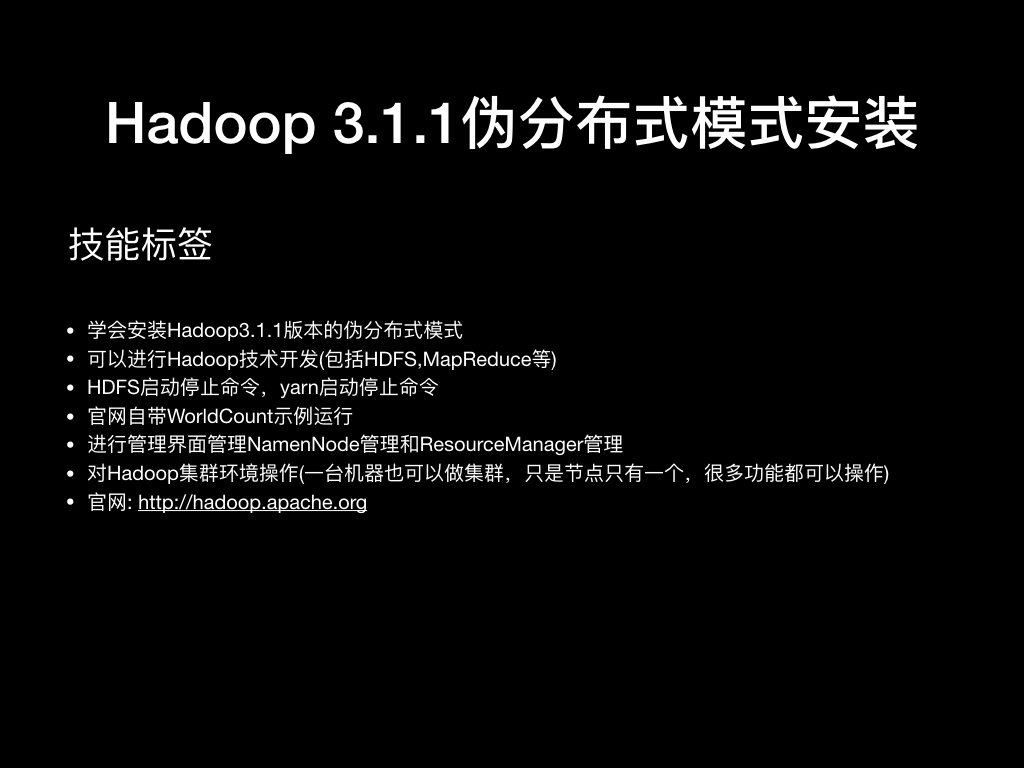 Hadoop 3.1.1伪分布式模式安装
技能标签
• 学会安装Hadoop3.1.1版本的伪分布式模式
• 可以进行Hadoop技术开发(包括HDFS,MapReduce等)
• HDFS启动停止命令，yarn启动停止命令
• 官网自带WorldCount示例运行
• 进行管理界面管理NamenNode管理和ResourceManager管理
• 对Hadoop集群环境操作(一台机器也可以做集群，只是节点只有一个，很多功能都可以操作)
• 官网: http://hadoop.apache.org